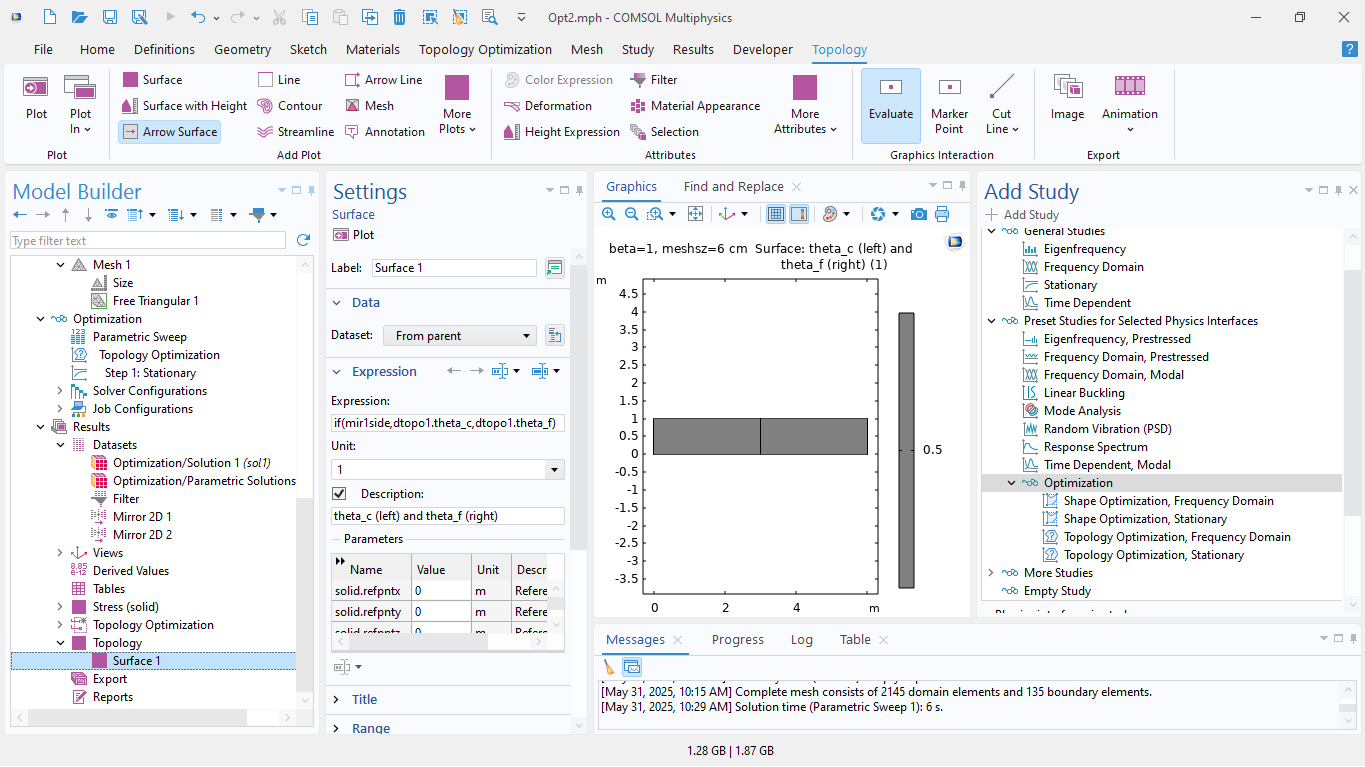 Opt2.mph - COMSOL Multiphysics
File Home Definitions Geometry Sketch Materials Topology Optimization Mesh Study Results Developer Topology
Plot
Plot In
Plot
Surface
Surface with Height
Arrow Surface
Line
Contour
Streamline
Arrow Line
Mesh
Annotation
More Plots
Add Plot
Color Expression
Deformation
Height Expression
Filter
Material Appearance
Selection
More Attributes
Attributes
Evaluate
Marker Point
Cut Line
Graphics Interaction
Image
Animation
Export
Model Builder
Type filter text
Mesh 1
Size
Free Triangular 1
Optimization
Parametric Sweep
Topology Optimization
Step 1: Stationary
Solver Configurations
Job Configurations
Results
Datasets
Optimization/Solution 1 (sol1)
Optimization/Parametric Solutions
Filter
Mirror 2D 1
Mirror 2D 2
Views
8.85
e-12
Derived Values
Tables
Stress (solid)
Topology Optimization
Topology
Surface 1
Export
Reports
Settings
Surface
Plot
Label: Surface 1
Data
Dataset: From parent
Expression
Expression:
if(mir1side,dtopo1.theta_c,dtopo1.theta_f)
Unit:
1
Description:
theta_c (left) and theta_f (right)
Parameters
Name Value Unit Descr
solid.refpntx 0 m Refere
solid.refpnty 0 m Refere
solid.refpntz 0 m Refere
Title
Range
Graphics Find and Replace
beta=1, meshsz=6 cm Surface: theta_c (left) and
theta_f (right) (1)
m
4.5
4
3.5
3
2.5
2
1.5
1
0.5
0
-0.5
-1
-1.5
-2
-2.5
-3
-3.5
0 2 4 m
0.5
Add Study
Add Study
General Studies
Eigenfrequency
Frequency Domain
Stationary
Time Dependent
Preset Studies for Selected Physics Interfaces
Eigenfrequency, Prestressed
Frequency Domain, Prestressed
Frequency Domain, Modal
Linear Buckling
Mode Analysis
Random Vibration (PSD)
Response Spectrum
Time Dependent, Modal
Optimization
Shape Optimization, Frequency Domain
Shape Optimization, Stationary
Topology Optimization, Frequency Domain
Topology Optimization, Stationary
More Studies
Empty Study
Messages Progress Log Table
[May 31, 2025, 10:15 AM] Complete mesh consists of 2145 domain elements and 135 boundary elements.
[May 31, 2025, 10:29 AM] Solution time (Parametric Sweep 1): 6 s.
1.28 GB | 1.87 GB